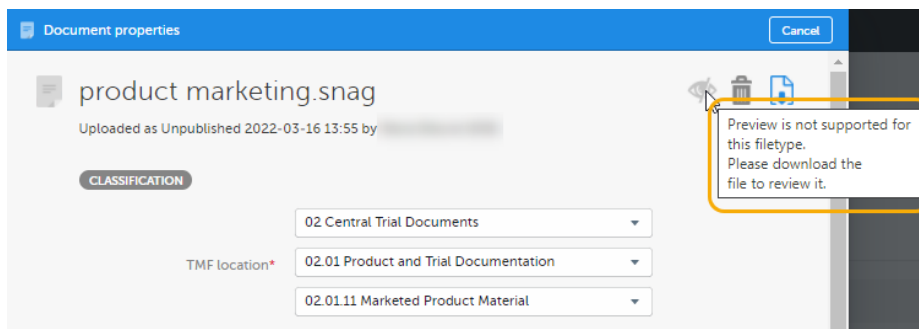 Document properties
Cancel
product marketing.snag
Uploaded as Unpublished 2022-03-16 13:55 by
Preview is not supported for
this filetype.
Please download the
file to review it.
CLASSIFICATION
02 Central Trial Documents
TMF location*
02.01 Product and Trial Documentation
02.01.11 Marketed Product Material